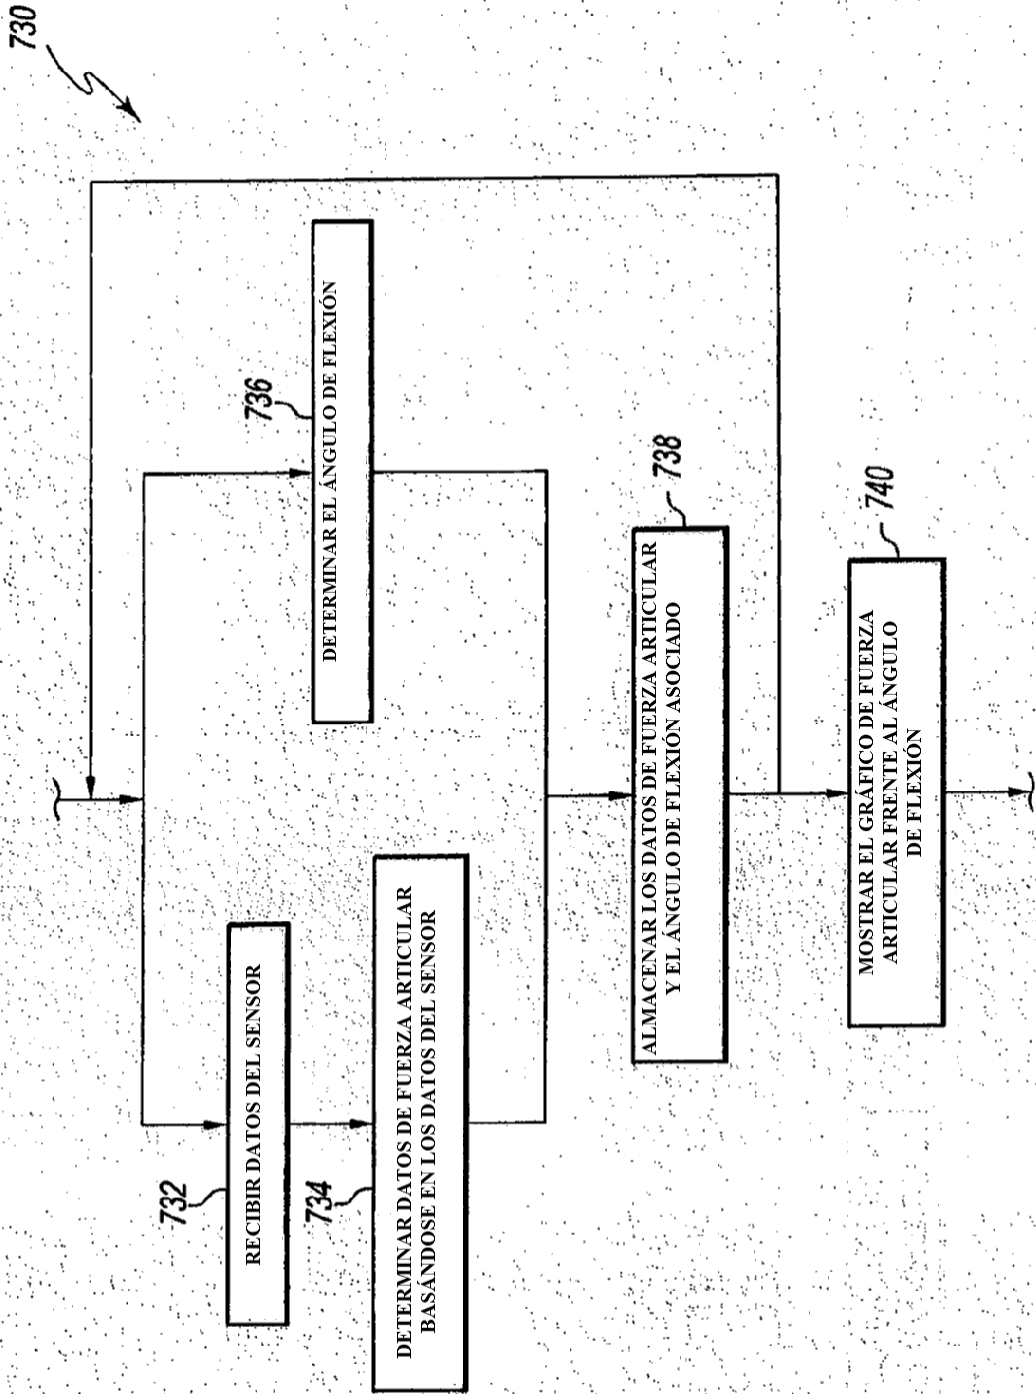 730
732
RECIBIR DATOS DEL SENSOR
734
DETERMINAR DATOS DE FUERZA ARTICULAR
BASÁNDOSE EN LOS DATOS DEL SENSOR
736
DETERMINAR EL ÁNGULO DE FLEXIÓN
738
ALMACENAR LOS DATOS DE FUERZA ARTICULAR
Y EL ÁNGULO DE FLEXIÓN ASOCIADO
740
MOSTRAR EL GRÁFICO DE FUERZA
ARTICULAR FRENTE AL ÁNGULO
DE FLEXIÓN